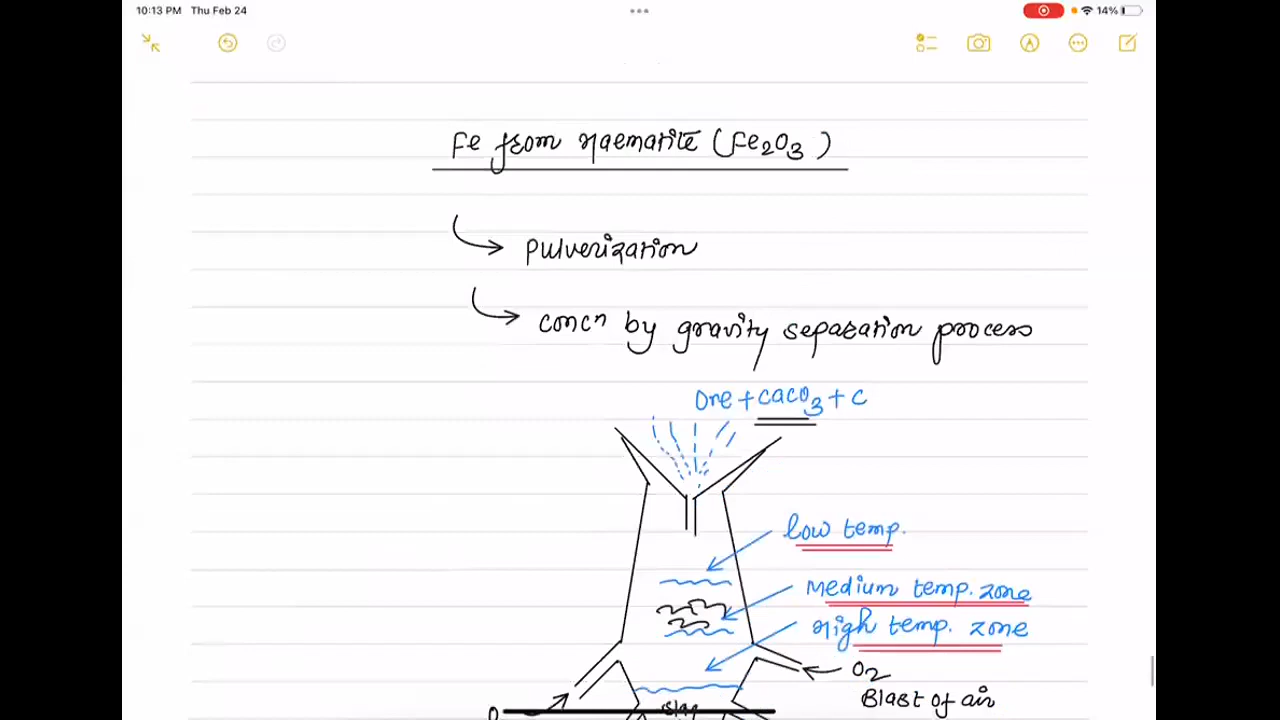 10:13 PM Thu Feb 24
14%
Fe from Haematite (Fe2O3)
Pulverization
concn by gravity separation process
Ore + CaCO3 + C
low temp.
Medium temp. zone
High temp. zone
O2
Blast of air
Slag